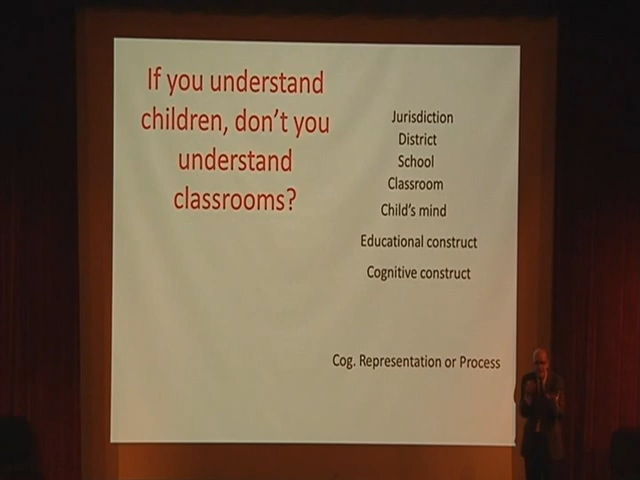 If you understand
children, don't you
understand
classrooms?
Jurisdiction
District
School
Classroom
Child's mind
Educational construct
Cognitive construct
Cog. Representation or Process